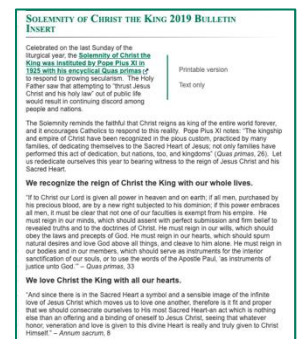 SOLEMNITY OF CHRIST THE KING 2019 BULLETIN
INSERT
Celebrated on the last Sunday of the
liturgical year, the Solemnity of Christ the
King was instituted by Pope Pius XI in
1925 with his encyclical Quas primas
to respond to growing secularism. The Holy
Father saw that attempting to "thrust Jesus
Christ and his holy law" out of public life
would result in continuing discord among
people and nations.
Printable version
Text only
The Solemnity reminds the faithful that Christ reigns as king of the entire world forever,
and it encourages Catholics to respond to this reality. Pope Pius XI notes: "The kingship
and empire of Christ have been recognized in the pious custom, practiced by many
families, of dedicating themselves to the Sacred Heart of Jesus; not only families have
performed this act of dedication, but nations, too, and kingdoms" (Quas primas, 26). Let
us rededicate ourselves this year to bearing witness to the reign of Jesus Christ and his
Sacred Heart.
We recognize the reign of Christ the King with our whole lives.
"If to Christ our Lord is given all power in heaven and on earth; if all men, purchased by
his precious blood, are by a new right subjected to his dominion; if this power embraces
all men, it must be clear that not one of our faculties is exempt from his empire. He
must reign in our minds, which should assent with perfect submission and firm belief to
revealed truths and to the doctrines of Christ. He must reign in our wills, which should
obey the laws and precepts of God. He must reign in our hearts, which should spurn
natural desires and love God above all things, and cleave to him alone. He must reign in
our bodies and in our members, which should serve as instruments for the interior
sanctification of our souls, or to use the words of the Apostle Paul, 'as instruments of
justice unto God.'" – Quas primas, 33
We love Christ the King with all our hearts.
"And since there is in the Sacred Heart a symbol and a sensible image of the infinite
love of Jesus Christ which moves us to love one another, therefore is it fit and proper
that we should consecrate ourselves to His most Sacred Heart-an act which is nothing
else than an offering and a binding of oneself to Jesus Christ, seeing that whatever
honor, veneration and love is given to this divine Heart is really and truly given to Christ
Himself." – Annum sacrum, 8